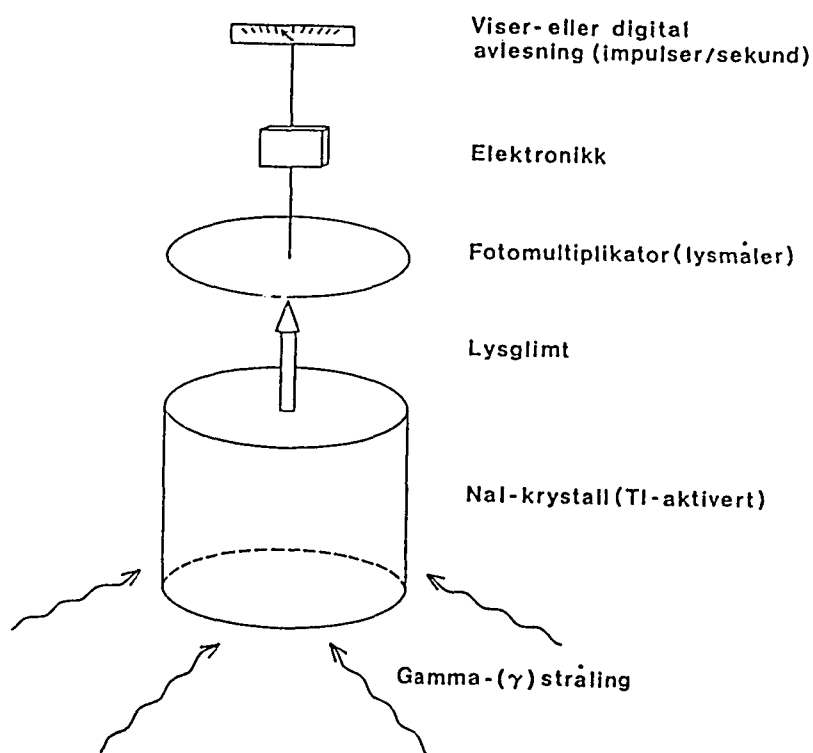 Viser- eller digital
avlesning (impulser/sekund)
Elektronikk
Fotomultiplikator (lysmåler)
Lysglimt
NaI-krystall (Tl-aktivert)
Gamma-(γ) stråling